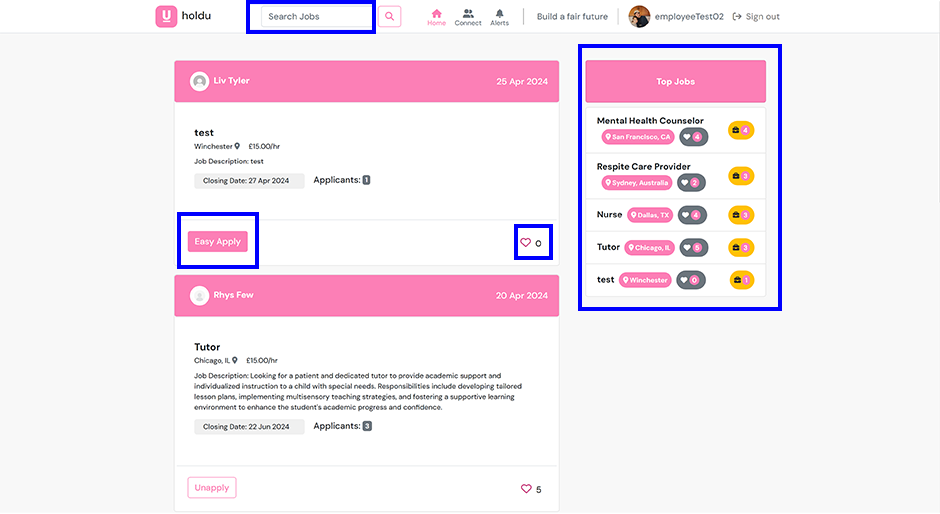 holdu
Search Jobs
Home
Connect
Alerts
Build a fair future
employeeTest02
Sign out
Liv Tyler
25 Apr 2024
test
Winchester £15.00/hr
Job Description: test
Closing Date: 27 Apr 2024 Applicants: 1
Easy Apply
0
Rhys Few
20 Apr 2024
Tutor
Chicago, IL £15.00/hr
Job Description: Looking for a patient and dedicated tutor to provide academic support and
individualized instruction to a child with special needs. Responsibilities include developing tailored
lesson plans, implementing multisensory teaching strategies, and fostering a supportive learning
environment to enhance the student's academic progress and confidence.
Closing Date: 22 Jun 2024 Applicants: 3
Unapply
5
Top Jobs
Mental Health Counselor
San Francisco, CA 4 4
Respite Care Provider
Sydney, Australia 2 3
Nurse Dallas, TX 4 3
Tutor Chicago, IL 5 3
test Winchester 0 1